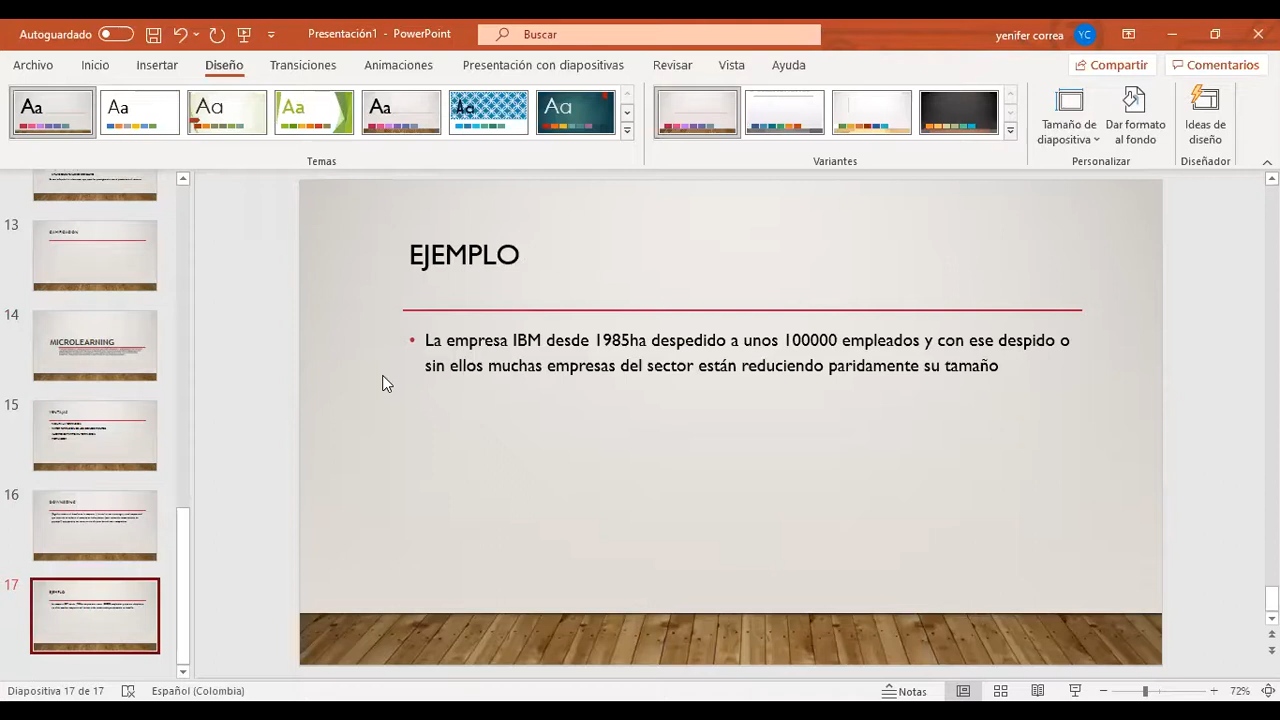 Autoguardado
Presentación1 - PowerPoint
Buscar
yenifer correa
YC
Archivo
Inicio
Insertar
Diseño
Transiciones
Animaciones
Presentación con diapositivas
Revisar
Vista
Ayuda
Compartir
Comentarios
Aa
Aa
Aa
Aa
Aa
Aa
Aa
Tamaño de
diapositiva
Dar formato
al fondo
Ideas de
diseño
Temas
Variantes
Personalizar
Diseñador
13
14
MICROLEARNING
15
VENTAJAS
16
17
EJEMPLO
EJEMPLO
• La empresa IBM desde 1985ha despedido a unos 100000 empleados y con ese despido o
sin ellos muchas empresas del sector están reduciendo paridamente su tamaño
Diapositiva 17 de 17
Español (Colombia)
Notas
72%